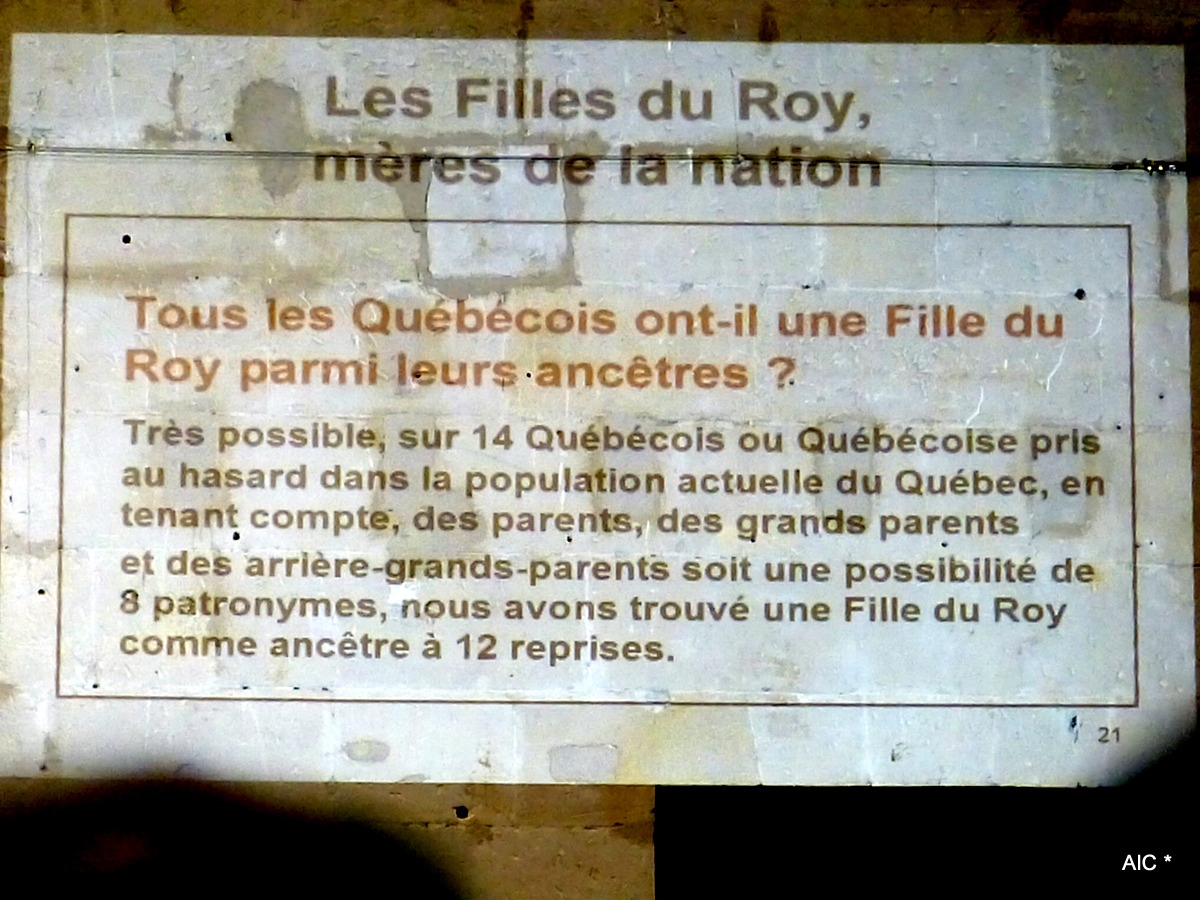 Les Filles du Roy,
mères de la nation
Tous les Québécois ont-il une Fille du
Roy parmi leurs ancêtres ?
Très possible, sur 14 Québécois ou Québécoise pris
au hasard dans la population actuelle du Québec, en
tenant compte, des parents, des grands parents
et des arrière-grands-parents soit une possibilité de
8 patronymes, nous avons trouvé une Fille du Roy
comme ancêtre à 12 reprises.
21
AIC *